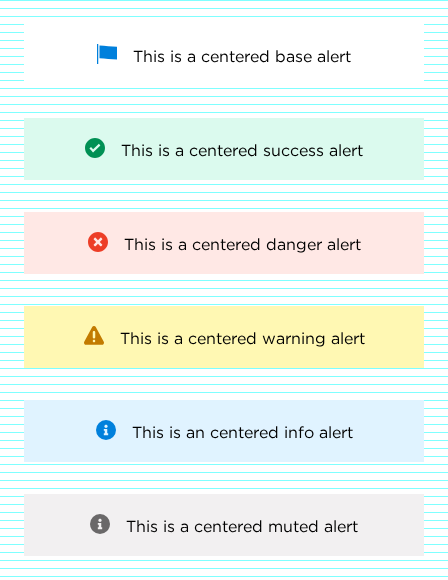 This is a centered base alert
This is a centered success alert
This is a centered danger alert
This is a centered warning alert
This is an centered info alert
This is a centered muted alert